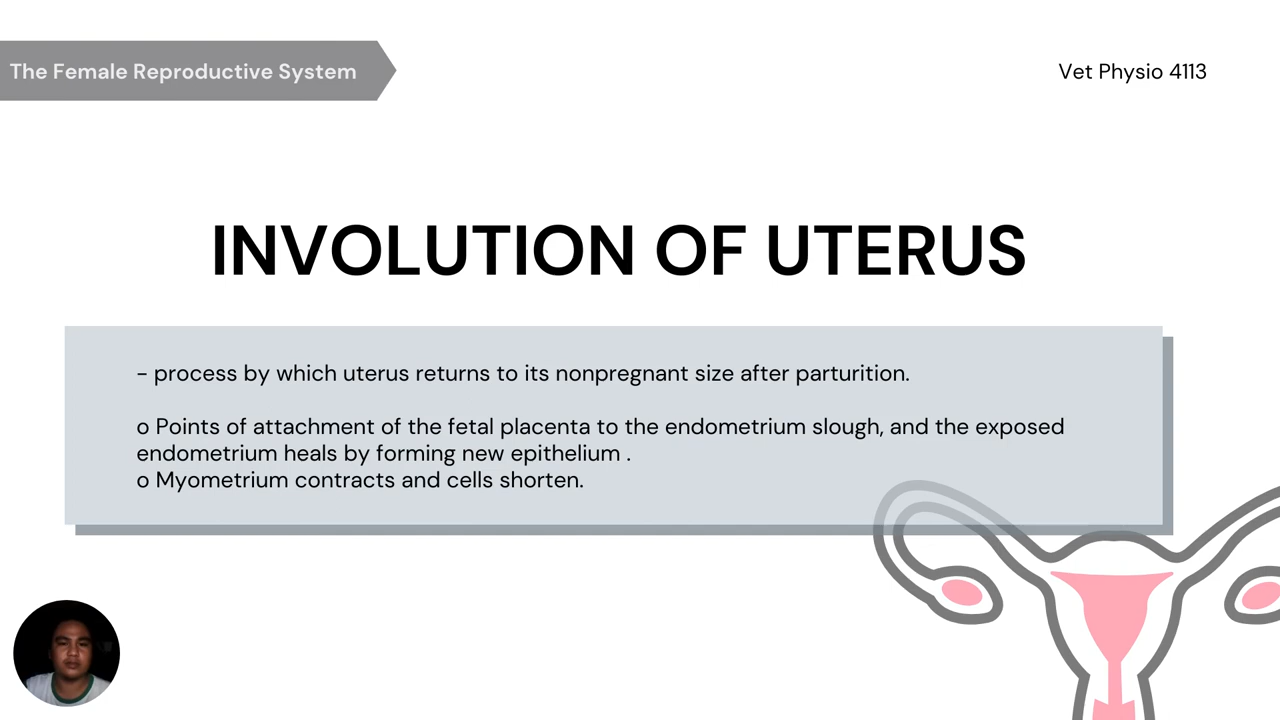 The Female Reproductive System
Vet Physio 4113
INVOLUTION OF UTERUS
- process by which uterus returns to its nonpregnant size after parturition.
o Points of attachment of the fetal placenta to the endometrium slough, and the exposed
endometrium heals by forming new epithelium .
o Myometrium contracts and cells shorten.